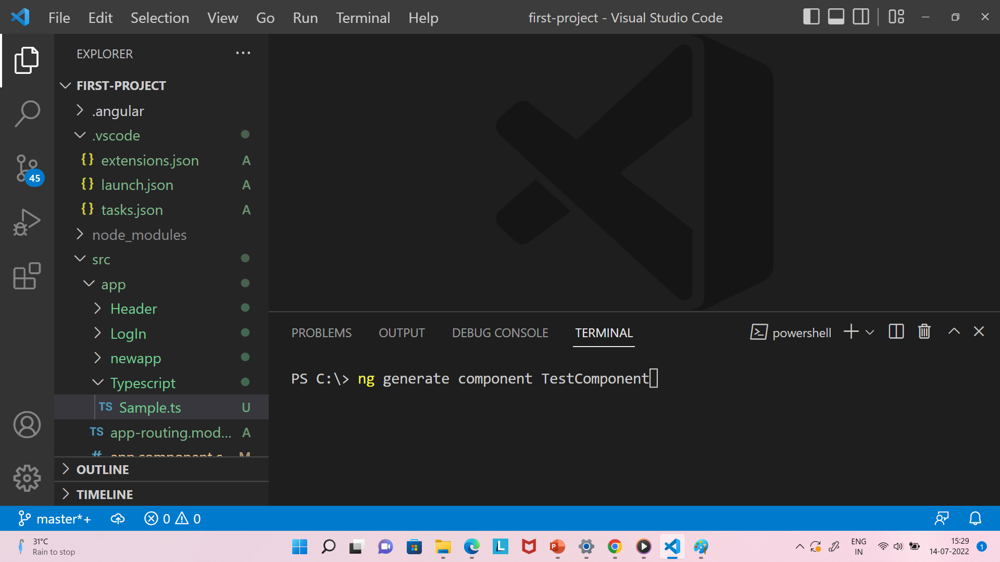 File Edit Selection View Go Run Terminal Help first-project - Visual Studio Code
EXPLORER
FIRST-PROJECT
.angular
.vscode
{} extensions.json A
{} launch.json A
{} tasks.json A
node_modules
src
app
Header
LogIn
newapp
Typescript
TS Sample.ts U
TS app-routing.mod... A
# app.component.c M
OUTLINE
TIMELINE
45
PROBLEMS OUTPUT DEBUG CONSOLE TERMINAL powershell
PS C:\> ng generate component TestComponent
master*+ 0 0
31°C
Rain to stop
ENG
IN
15:29
14-07-2022
1